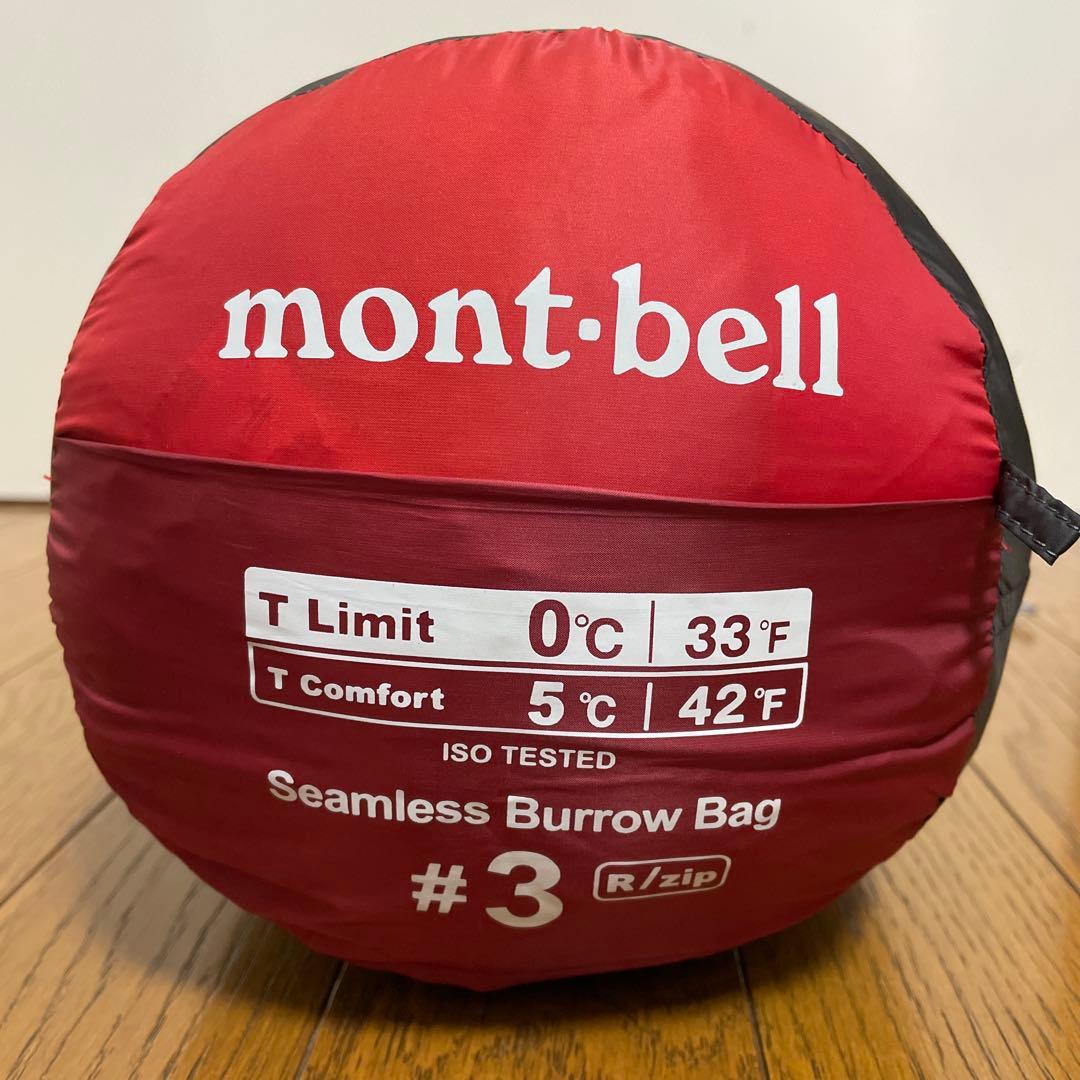 mont·bell
T Limit 0℃ | 33°F
T Comfort 5℃ | 42°F
ISO TESTED
Seamless Burrow Bag
#3 R/zip